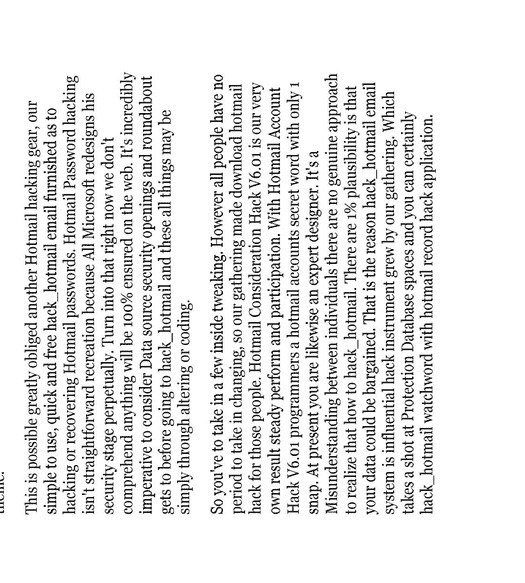 theme.
This is possible greatly obliged another Hotmail hacking gear, our
simple to use, quick and free hack_hotmail email furnished as to
hacking or recovering Hotmail passwords. Hotmail Password hacking
isn't straightforward recreation because All Microsoft redesigns his
security stage perpetually. Turn into that right now we don't
comprehend anything will be 100% ensured on the web. It's incredibly
imperative to consider Data source security openings and roundabout
gets to before going to hack_hotmail and these all things may be
simply through altering or coding.
So you've to take in a few inside tweaking. However all people have no
period to take in changing, so our gathering made download hotmail
hack for those people. Hotmail Consideration Hack V6.01 is our very
own result steady perform and participation. With Hotmail Account
Hack V6.01 programmers a hotmail accounts secret word with only 1
snap. At present you are likewise an expert designer. It's a
Misunderstanding between individuals there are no genuine approach
to realize that how to hack_hotmail. There are 1% plausibility is that
your data could be bargained. That is the reason hack_hotmail email
system is influential hack instrument grew by our gathering. Which
takes a shot at Protection Database spaces and you can certainly
hack_hotmail watchword with hotmail record hack application.